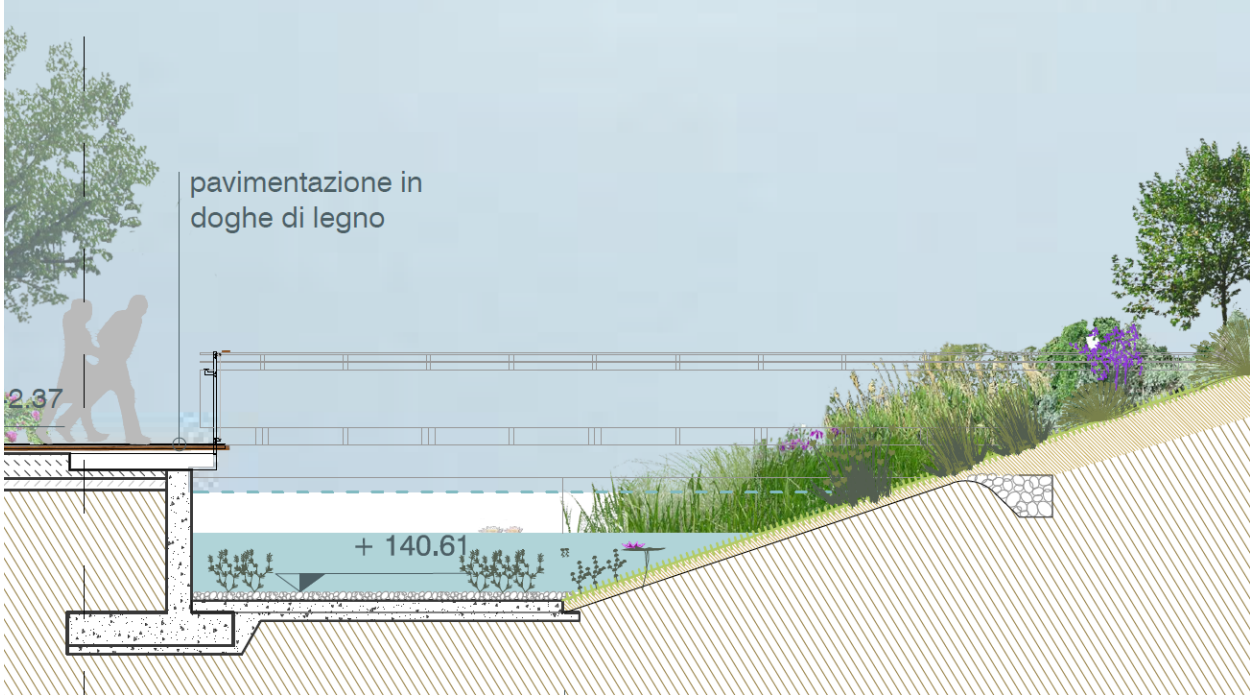 pavimentazione in
doghe di legno
2.37
+ 140.61